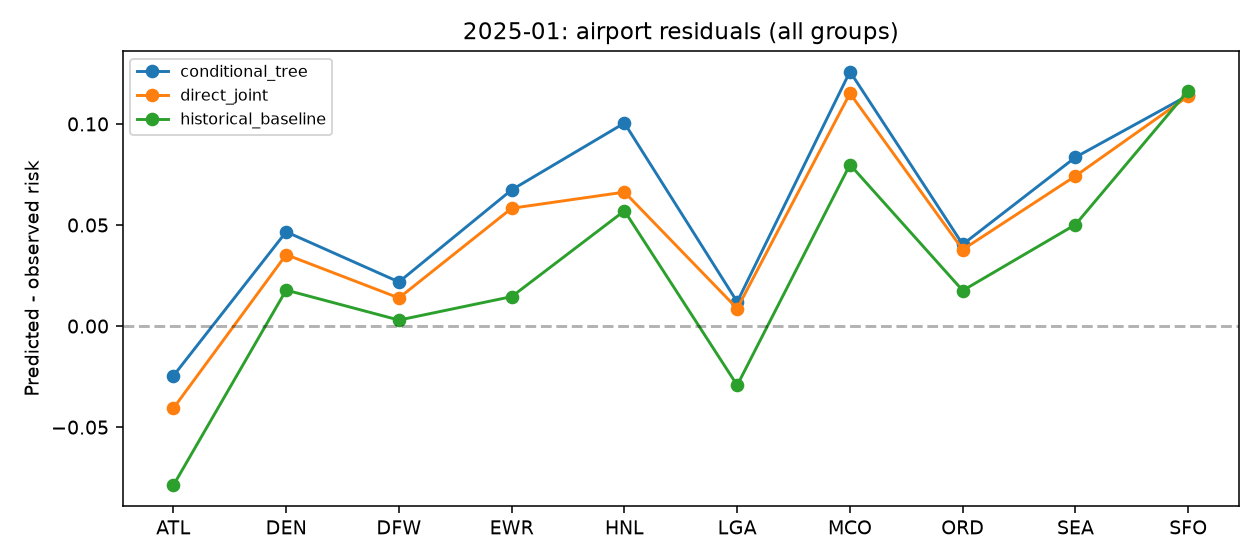 2025-01: airport residuals (all groups)
conditional_tree
direct_joint
historical_baseline
Predicted - observed risk
0.10
0.05
0.00
−0.05
ATL DEN DFW EWR HNL LGA MCO ORD SEA SFO